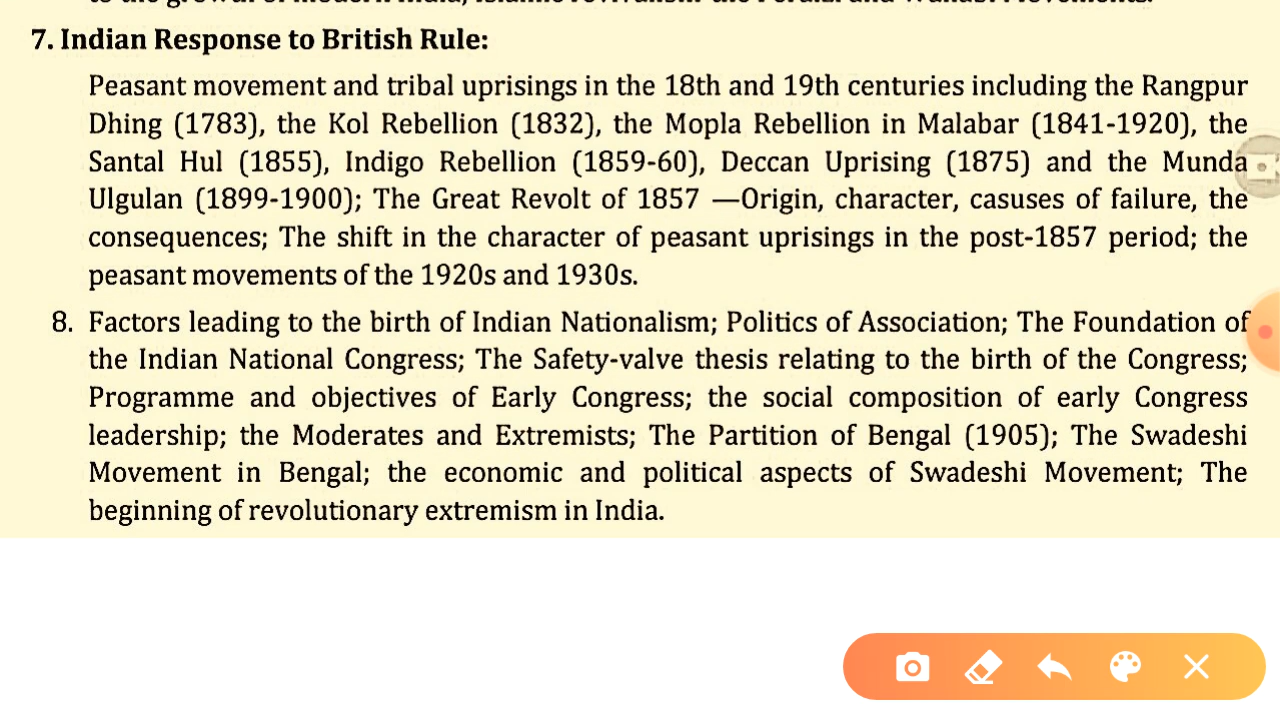 7. Indian Response to British Rule:
Peasant movement and tribal uprisings in the 18th and 19th centuries including the Rangpur
Dhing (1783), the Kol Rebellion (1832), the Mopla Rebellion in Malabar (1841-1920), the
Santal Hul (1855), Indigo Rebellion (1859-60), Deccan Uprising (1875) and the Munda
Ulgulan (1899-1900); The Great Revolt of 1857 —Origin, character, casuses of failure, the
consequences; The shift in the character of peasant uprisings in the post-1857 period; the
peasant movements of the 1920s and 1930s.
8. Factors leading to the birth of Indian Nationalism; Politics of Association; The Foundation of
the Indian National Congress; The Safety-valve thesis relating to the birth of the Congress;
Programme and objectives of Early Congress; the social composition of early Congress
leadership; the Moderates and Extremists; The Partition of Bengal (1905); The Swadeshi
Movement in Bengal; the economic and political aspects of Swadeshi Movement; The
beginning of revolutionary extremism in India.